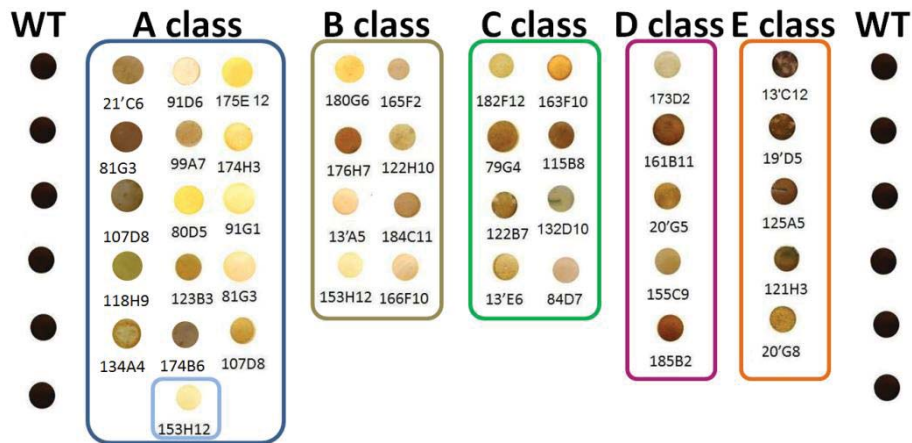 WT A class B class C class D class E class WT
21'C6 91D6 175E 12
81G3 99A7 174H3
107D8 80D5 91G1
118H9 123B3 81G3
134A4 174B6 107D8
153H12
180G6 165F2
176H7 122H10
13'A5 184C11
153H12 166F10
182F12 163F10
79G4 115B8
122B7 132D10
13'E6 84D7
173D2
161B11
20'G5
155C9
185B2
13'C12
19'D5
125A5
121H3
20'G8